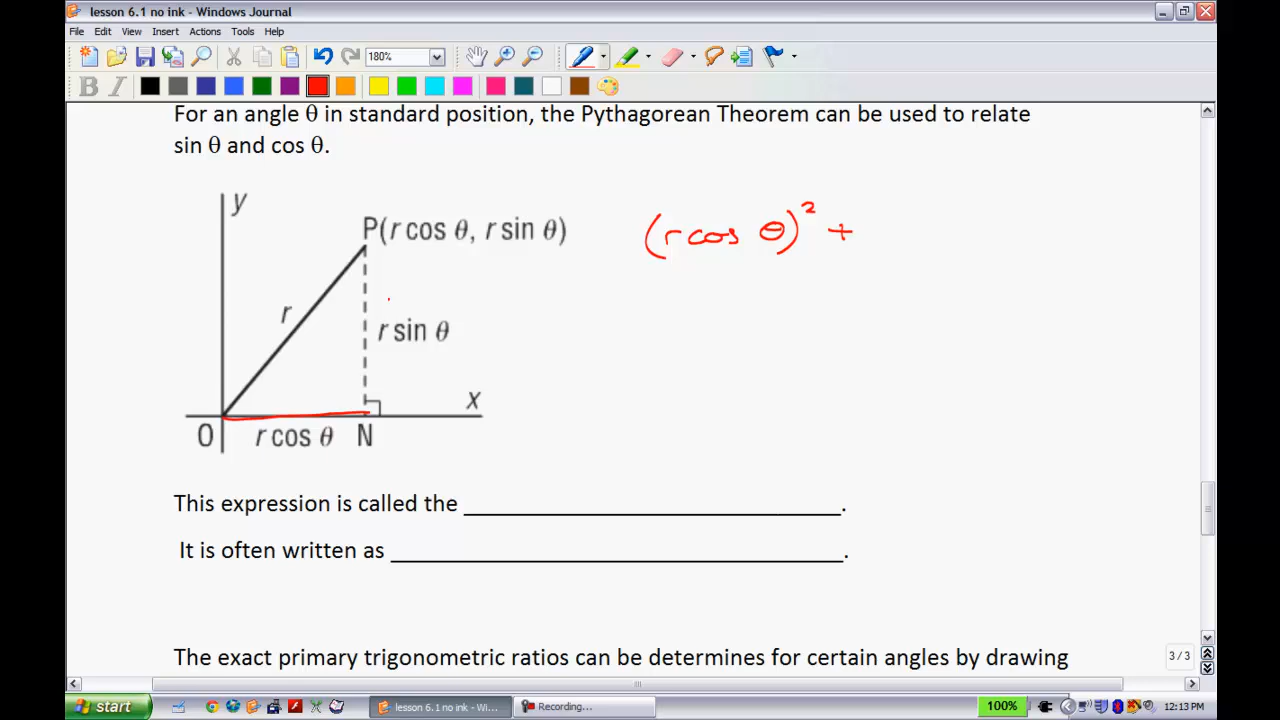 lesson 6.1 no ink - Windows Journal
File Edit View Insert Actions Tools Help
180%
B I
For an angle θ in standard position, the Pythagorean Theorem can be used to relate
sin θ and cos θ.
y
P(r cos θ, r sin θ)
(r cos θ)² +
r
r sin θ
x
O r cos θ N
This expression is called the ________________________________.
It is often written as ______________________________________.
The exact primary trigonometric ratios can be determines for certain angles by drawing
3 / 3
start
lesson 6.1 no ink - Wi...
Recording...
100%
12:13 PM